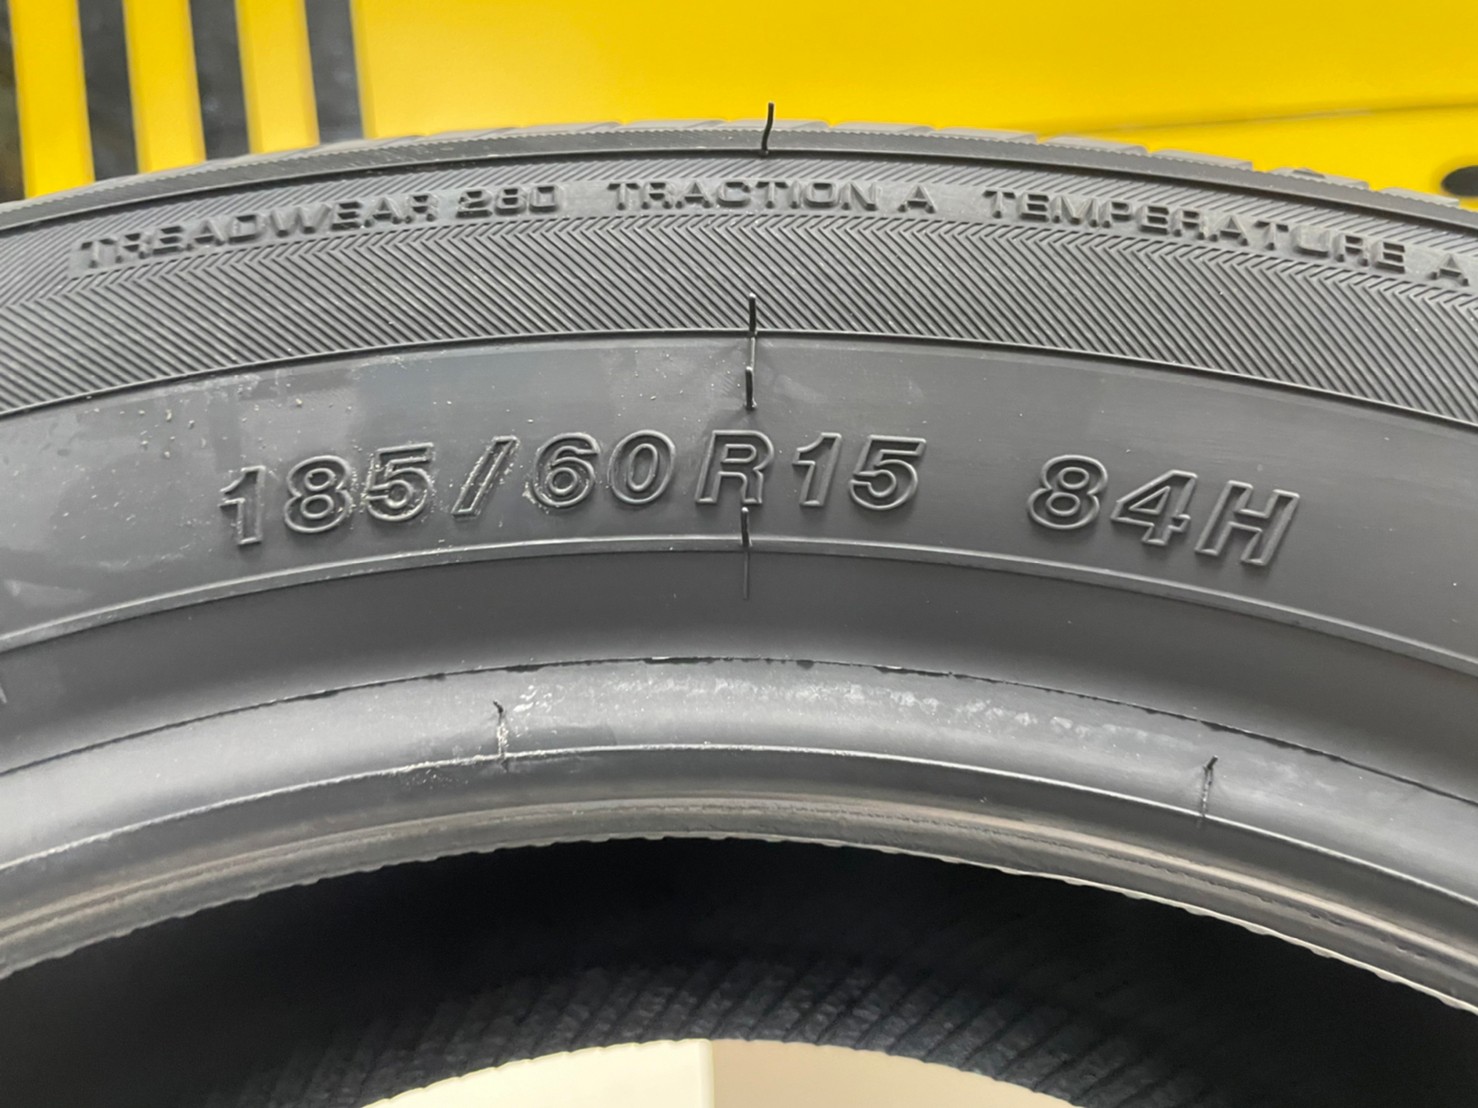 TREADWEAR 280 TRACTION A TEMPERATURE A
185/60R15 84H